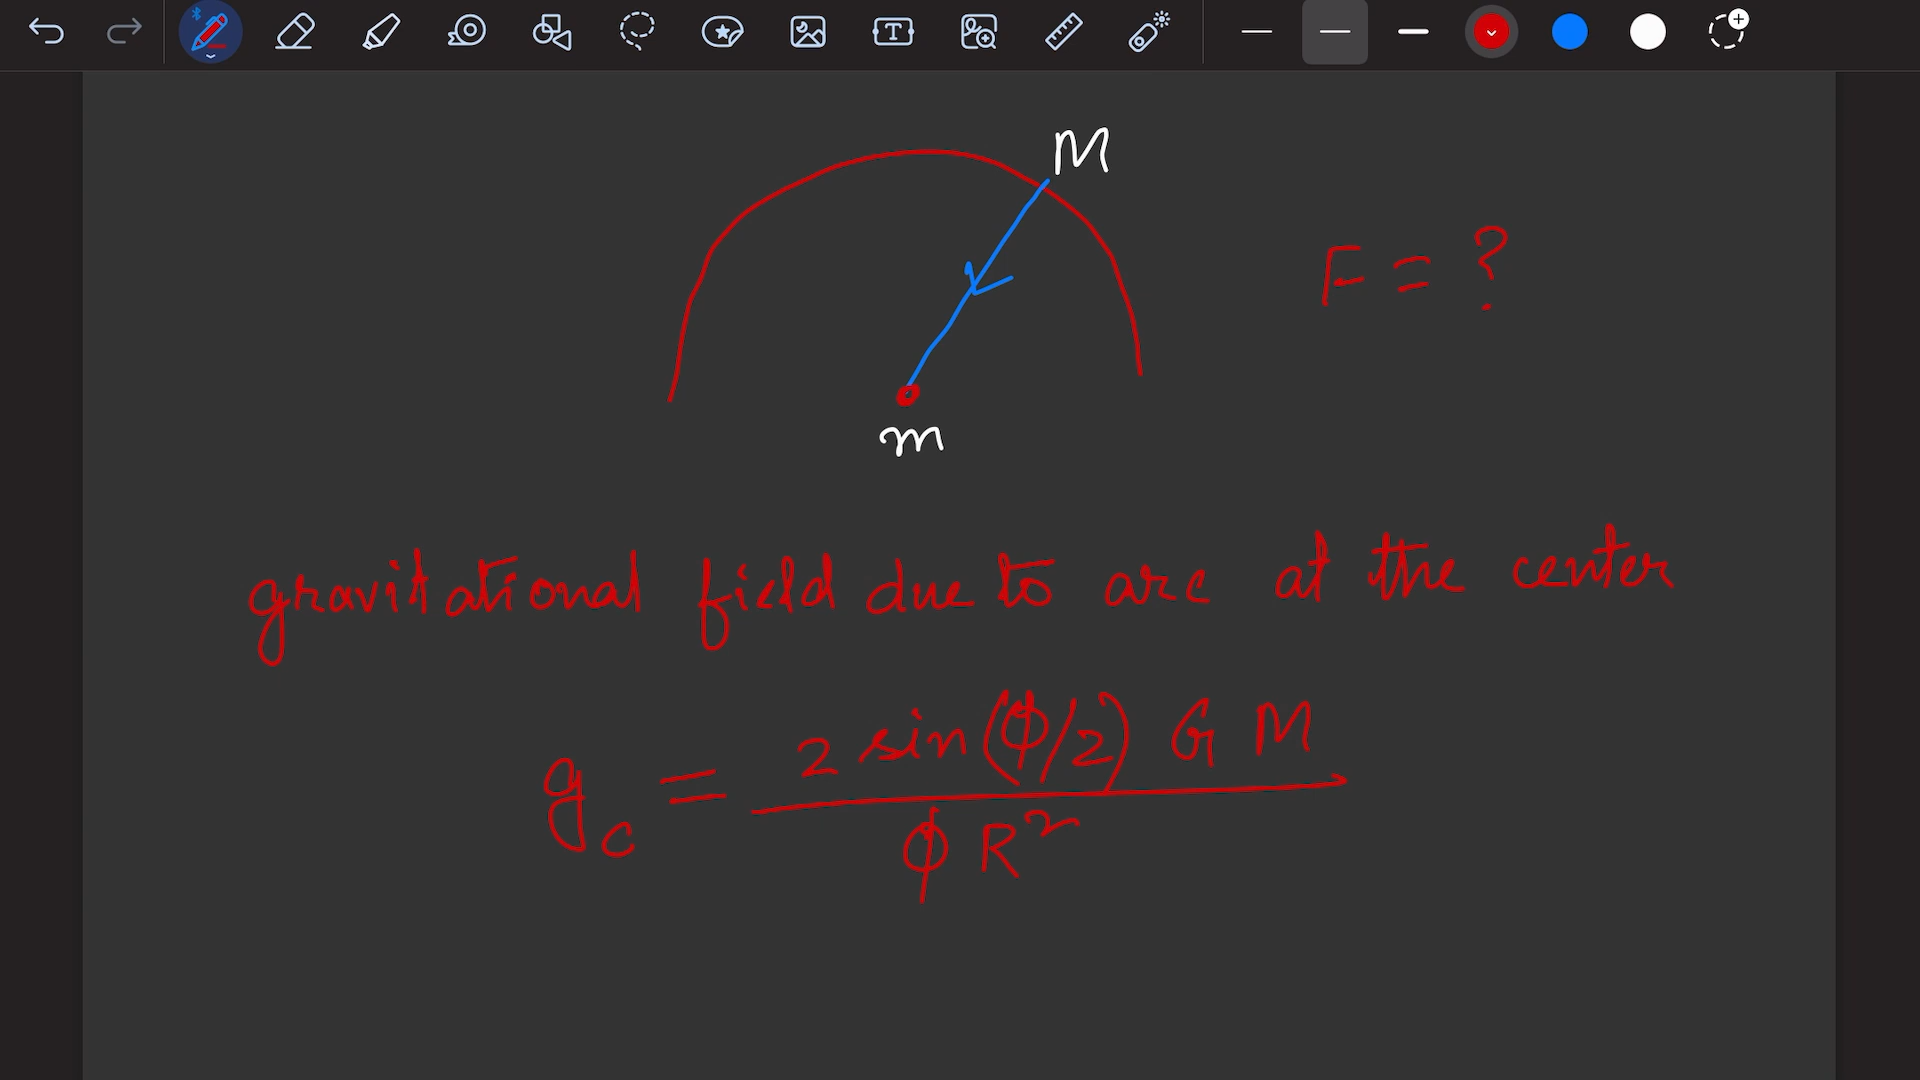 M
F = ?
m
gravitational field due to arc at the center
g_c = 2 sin(ϕ/2) G M / ϕ R²